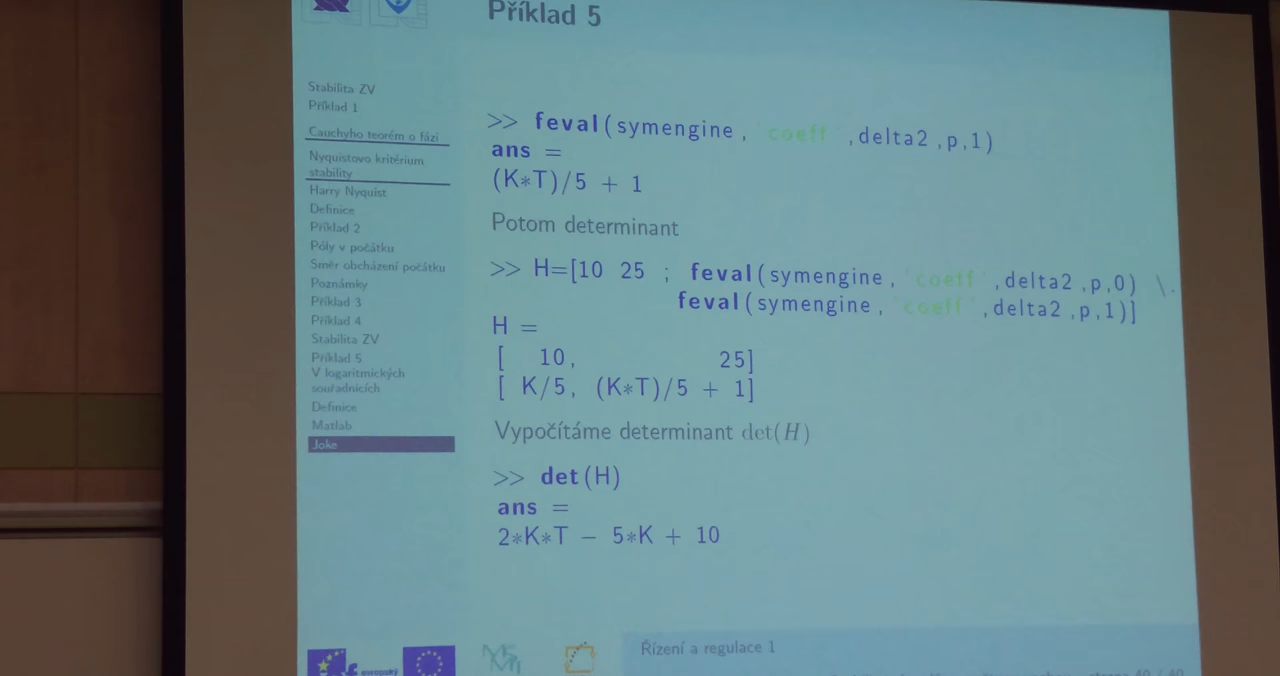 Příklad 5
Stabilita ZV
Příklad 1
Cauchyho teorém o fázi
Nyquistovo kritérium
stability
Harry Nyquist
Definice
Příklad 2
Póly v počátku
Směr obcházení počátku
Poznámky
Příklad 3
Příklad 4
Stabilita ZV
Příklad 5
V logaritmických
souřadnicích
Definice
Matlab
Joke
>> feval(symengine,'coeff',delta2,p,1)
ans =
(K*T)/5 + 1
Potom determinant
>> H=[10 25 ; feval(symengine,'coeff',delta2,p,0) \.
feval(symengine,'coeff',delta2,p,1)]
H =
[ 10, 25]
[ K/5, (K*T)/5 + 1]
Vypočítáme determinant det(H)
>> det(H)
ans =
2*K*T - 5*K + 10
evropský
Řízení a regulace 1